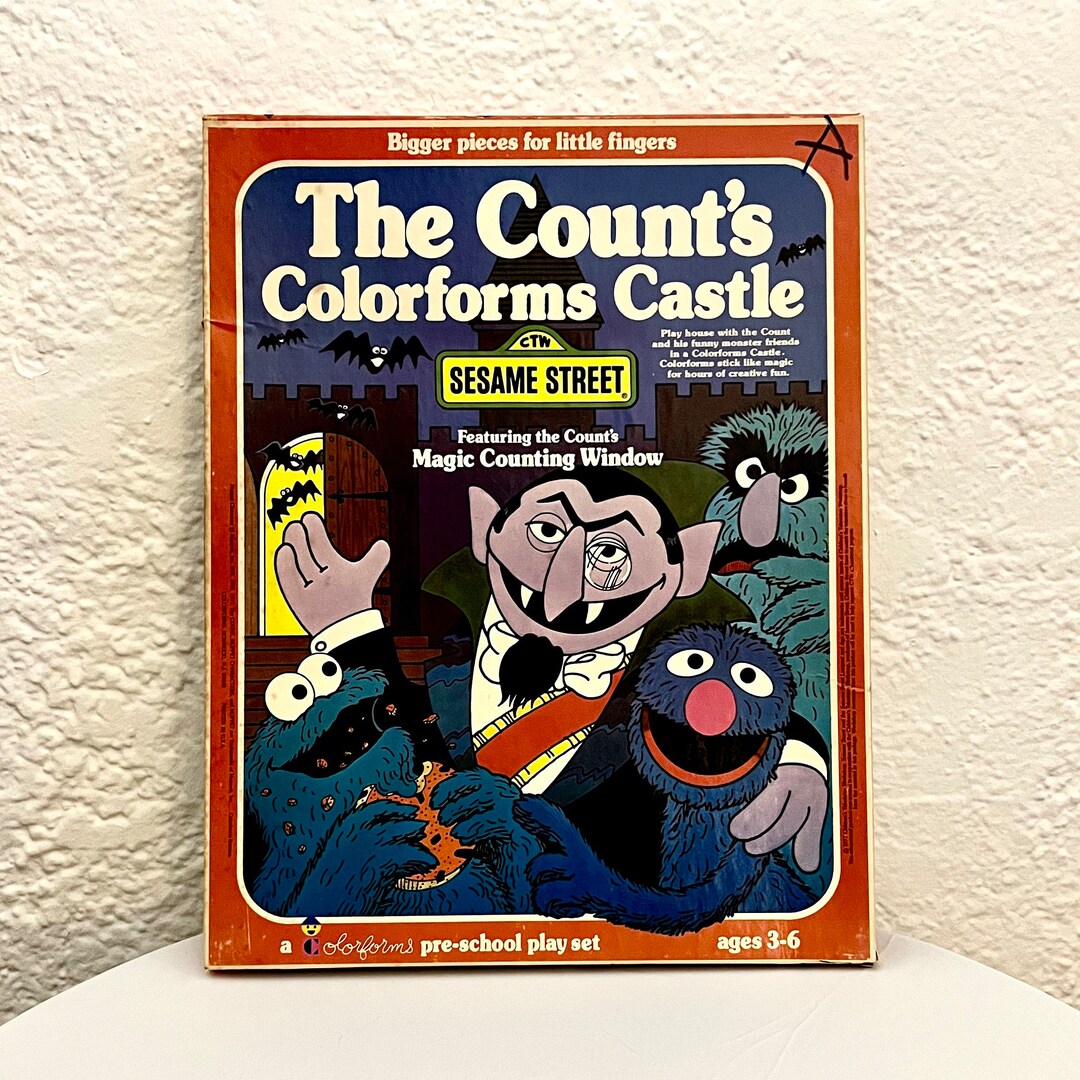 Bigger pieces for little fingers
A
The Count's
Colorforms Castle
Play house with the Count
and his funny monster friends
in a Colorforms Castle.
Colorforms stick like magic
for hours of creative fun.
CTW
SESAME STREET®
Featuring the Count's
Magic Counting Window
a Colorforms pre-school play set
ages 3-6